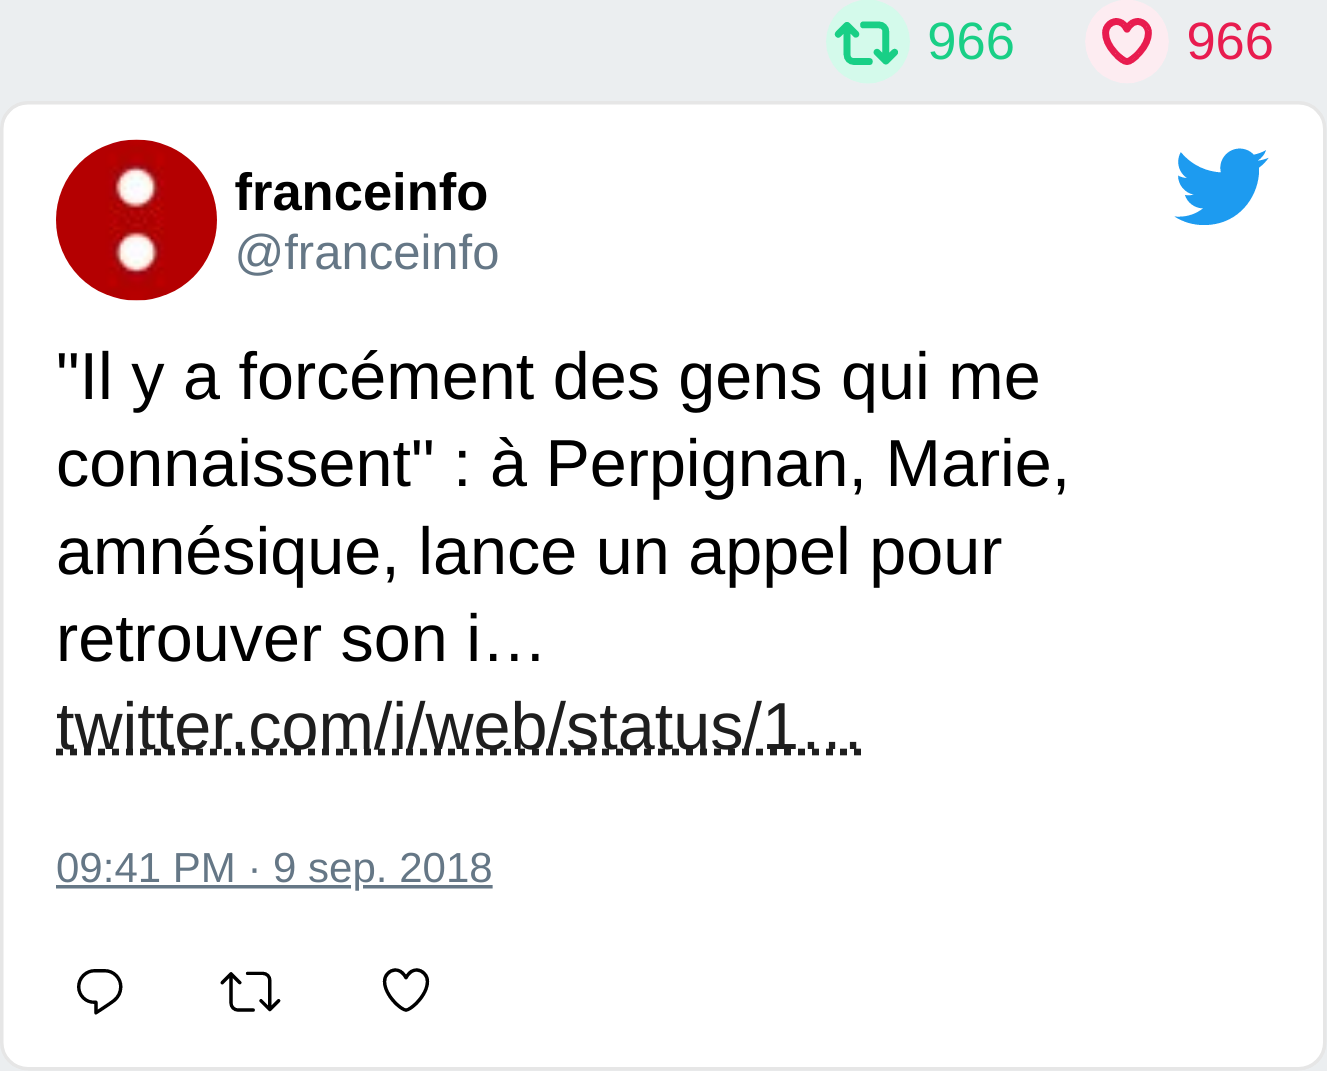 966 966
franceinfo
@franceinfo
"Il y a forcément des gens qui me
connaissent" : à Perpignan, Marie,
amnésique, lance un appel pour
retrouver son i…
twitter.com/i/web/status/1…
09:41 PM · 9 sep. 2018